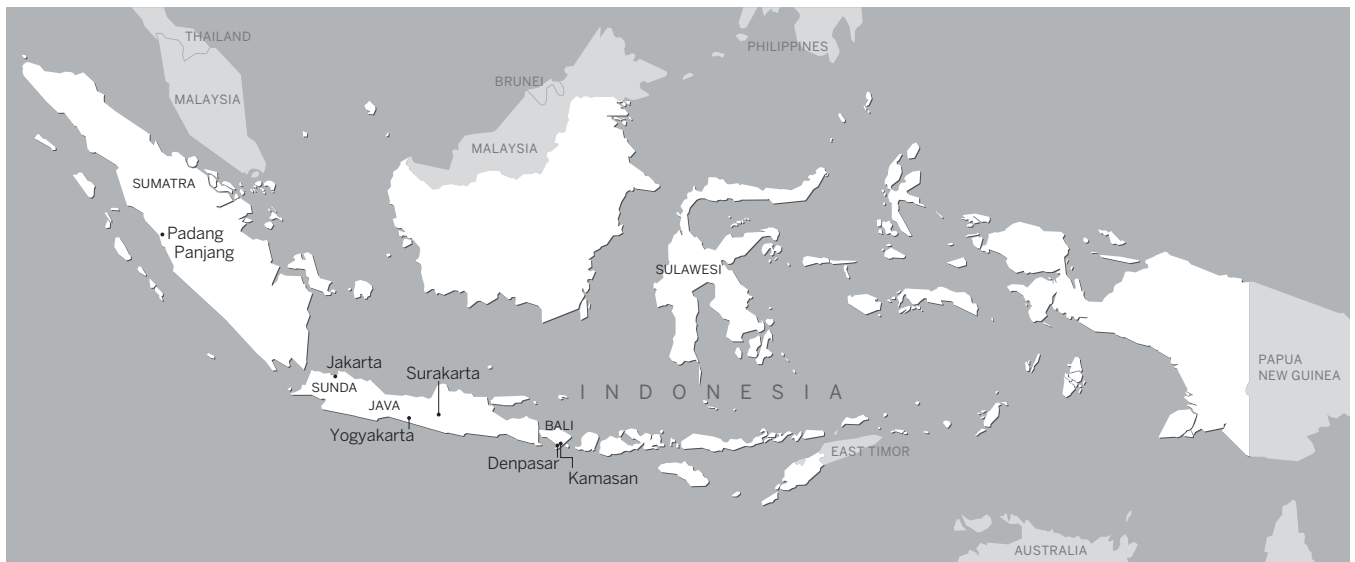 THAILAND
PHILIPPINES
BRUNEI
MALAYSIA
MALAYSIA
SUMATRA
Padang
Panjang
SULAWESI
Jakarta
Surakarta
SUNDA
JAVA
INDONESIA
PAPUA
NEW GUINEA
Yogyakarta
BALI
EAST TIMOR
Denpasar
Kamasan
AUSTRALIA